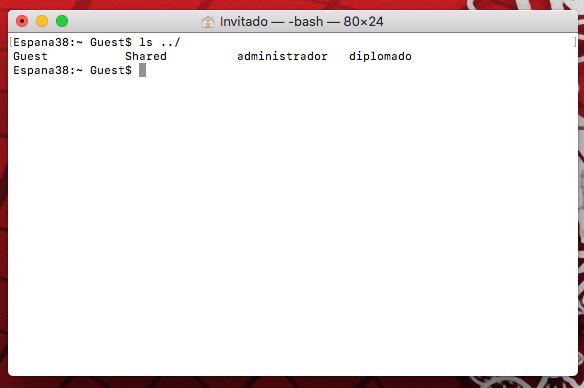 Invitado — -bash — 80×24
[Espana38:~ Guest$ ls ../ ]
Guest Shared administrador diplomado
Espana38:~ Guest$